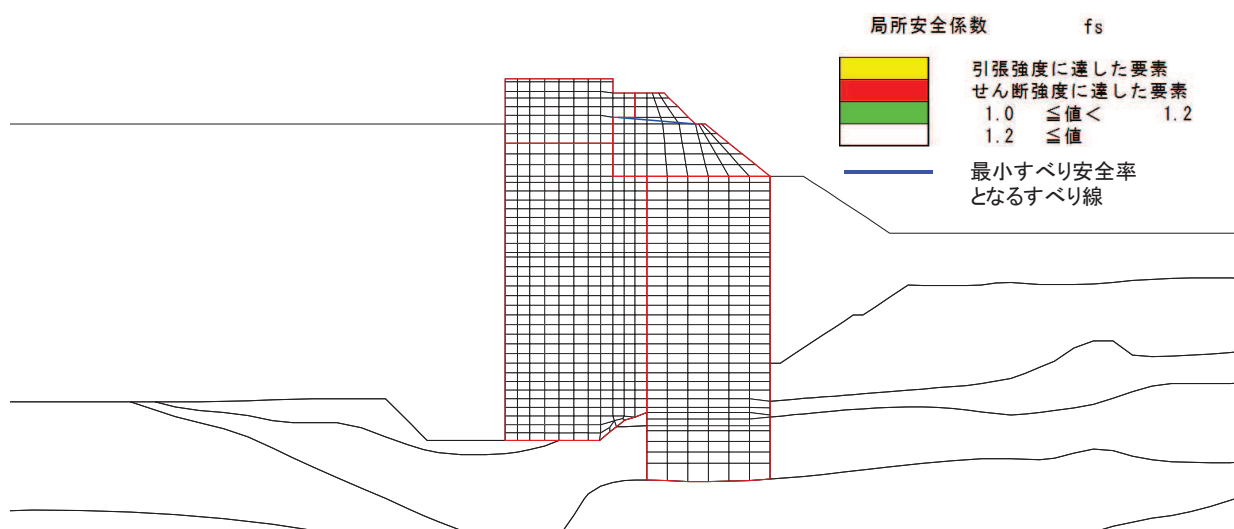 局所安全係数 fs
引張強度に達した要素
せん断強度に達した要素
1.0 ≦値< 1.2
1.2 ≦値
最小すべり安全率
となるすべり線